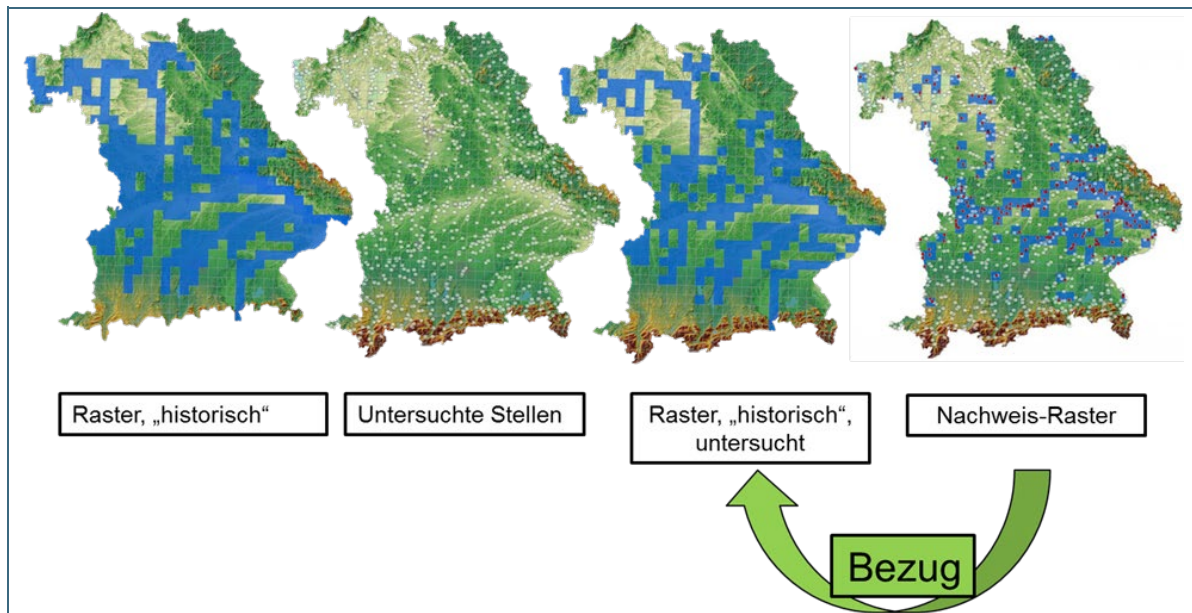 Raster, „historisch“
Untersuchte Stellen
Raster, „historisch“,
untersucht
Nachweis-Raster
Bezug